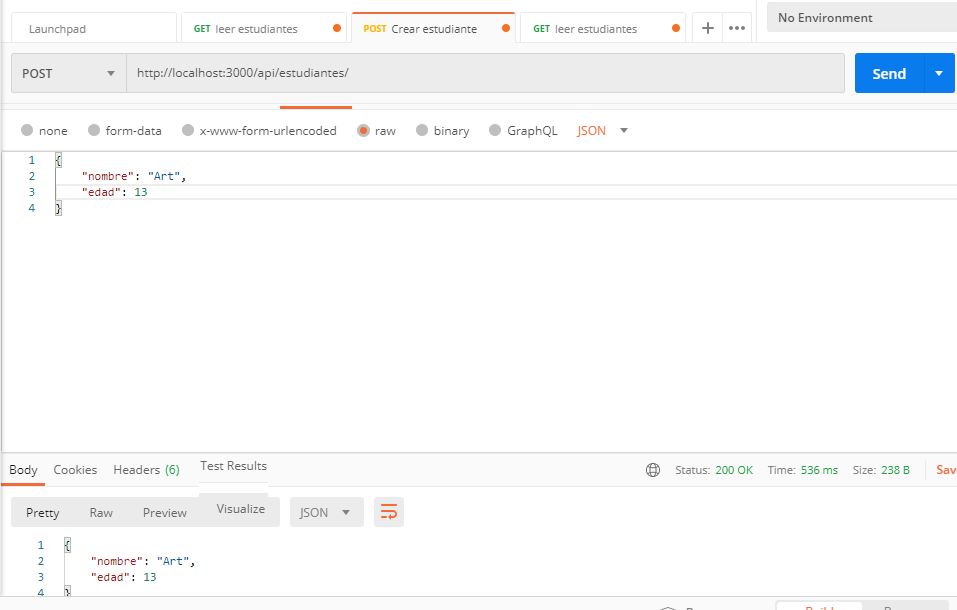 Launchpad GET leer estudiantes POST Crear estudiante GET leer estudiantes + ••• No Environment
POST http://localhost:3000/api/estudiantes/ Send
none form-data x-www-form-urlencoded raw binary GraphQL JSON
1 {
2 "nombre": "Art",
3 "edad": 13
4 }
Body Cookies Headers (6) Test Results Status: 200 OK Time: 536 ms Size: 238 B Sav
Pretty Raw Preview Visualize JSON
1 {
2 "nombre": "Art",
3 "edad": 13
4 }